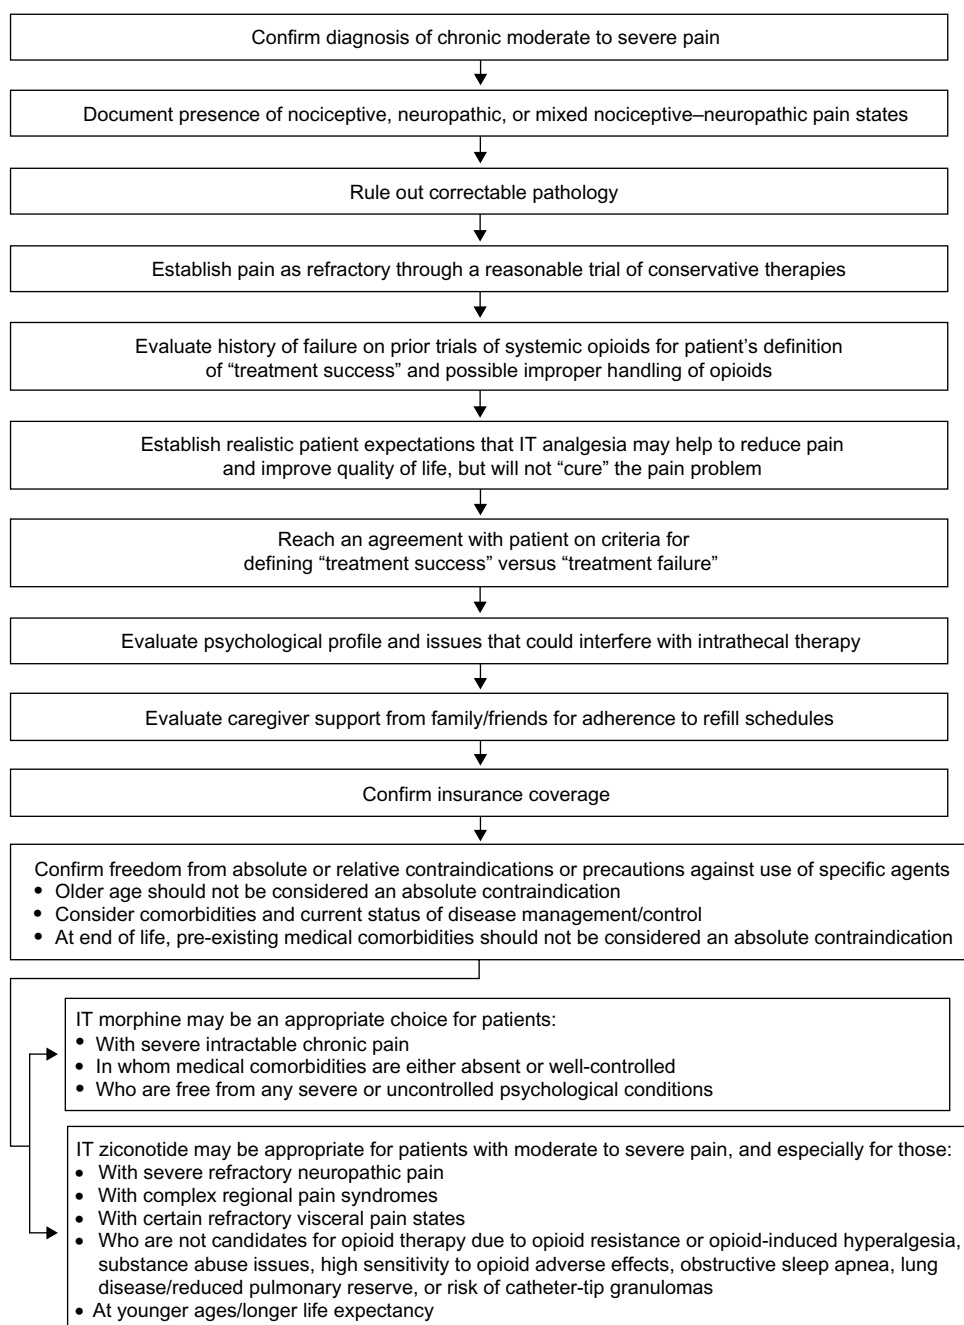 Confirm diagnosis of chronic moderate to severe pain
Document presence of nociceptive, neuropathic, or mixed nociceptive–neuropathic pain states
Rule out correctable pathology
Establish pain as refractory through a reasonable trial of conservative therapies
Evaluate history of failure on prior trials of systemic opioids for patient's definition
of “treatment success” and possible improper handling of opioids
Establish realistic patient expectations that IT analgesia may help to reduce pain
and improve quality of life, but will not “cure” the pain problem
Reach an agreement with patient on criteria for
defining “treatment success” versus “treatment failure”
Evaluate psychological profile and issues that could interfere with intrathecal therapy
Evaluate caregiver support from family/friends for adherence to refill schedules
Confirm insurance coverage
Confirm freedom from absolute or relative contraindications or precautions against use of specific agents
• Older age should not be considered an absolute contraindication
• Consider comorbidities and current status of disease management/control
• At end of life, pre-existing medical comorbidities should not be considered an absolute contraindication
IT morphine may be an appropriate choice for patients:
• With severe intractable chronic pain
• In whom medical comorbidities are either absent or well-controlled
• Who are free from any severe or uncontrolled psychological conditions
IT ziconotide may be appropriate for patients with moderate to severe pain, and especially for those:
• With severe refractory neuropathic pain
• With complex regional pain syndromes
• With certain refractory visceral pain states
• Who are not candidates for opioid therapy due to opioid resistance or opioid-induced hyperalgesia,
substance abuse issues, high sensitivity to opioid adverse effects, obstructive sleep apnea, lung
disease/reduced pulmonary reserve, or risk of catheter-tip granulomas
• At younger ages/longer life expectancy